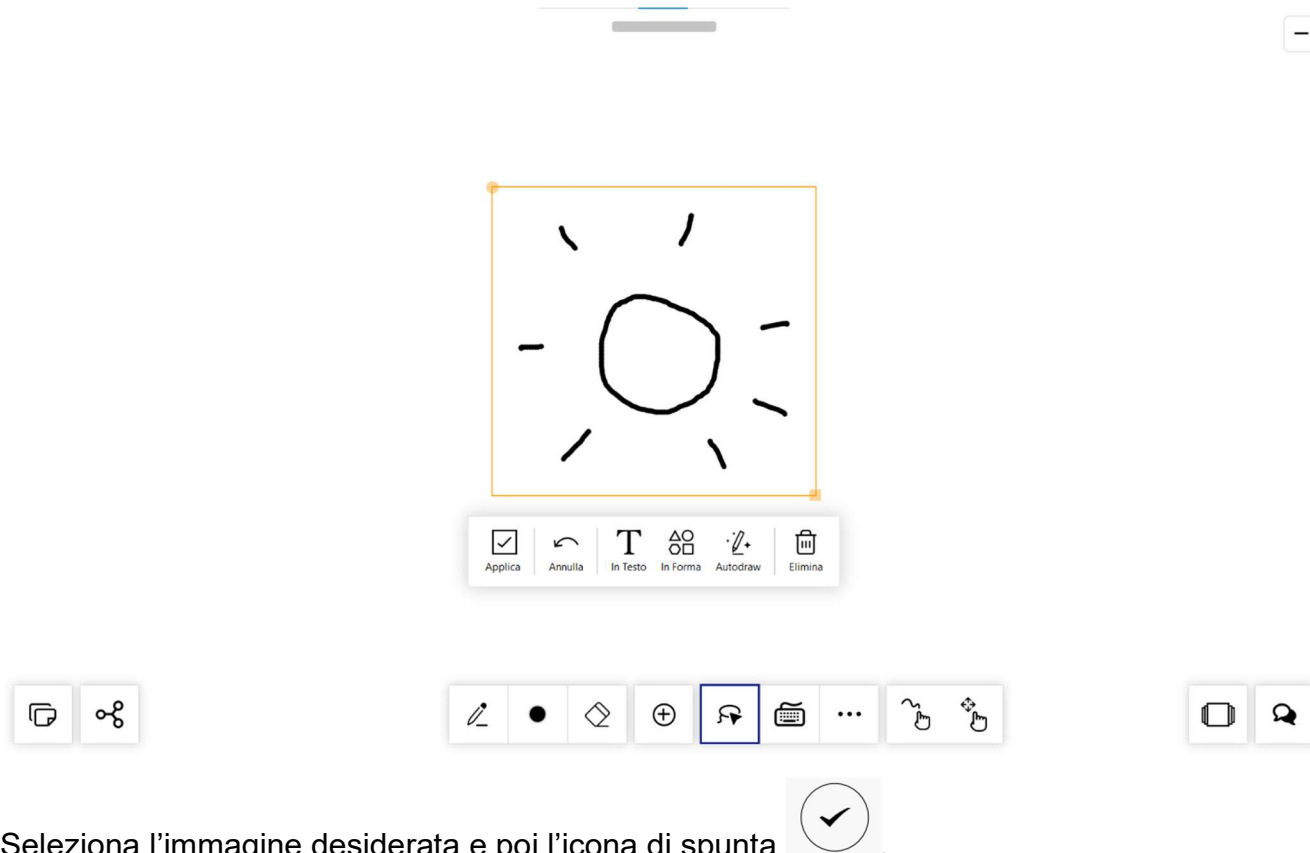 Applica Annulla In Testo In Forma Autodraw Elimina
Seleziona l’immagine desiderata e poi l’icona di spunta .